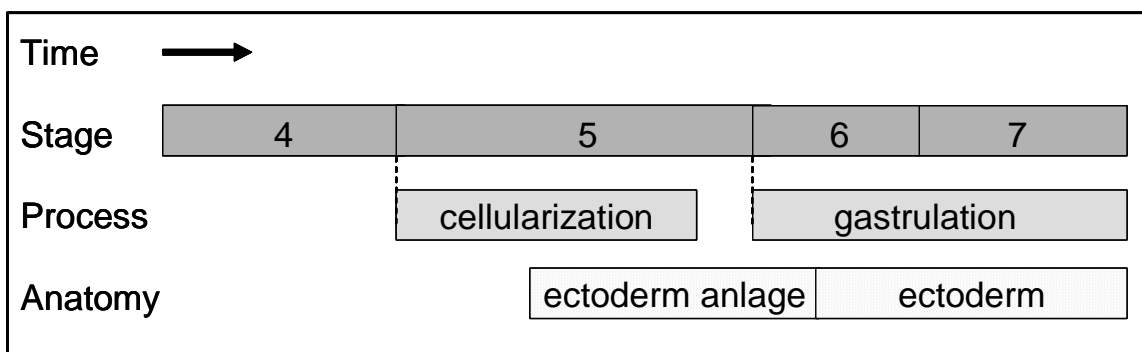 Time
Stage 4 5 6 7
Process cellularization gastrulation
Anatomy ectoderm anlage ectoderm